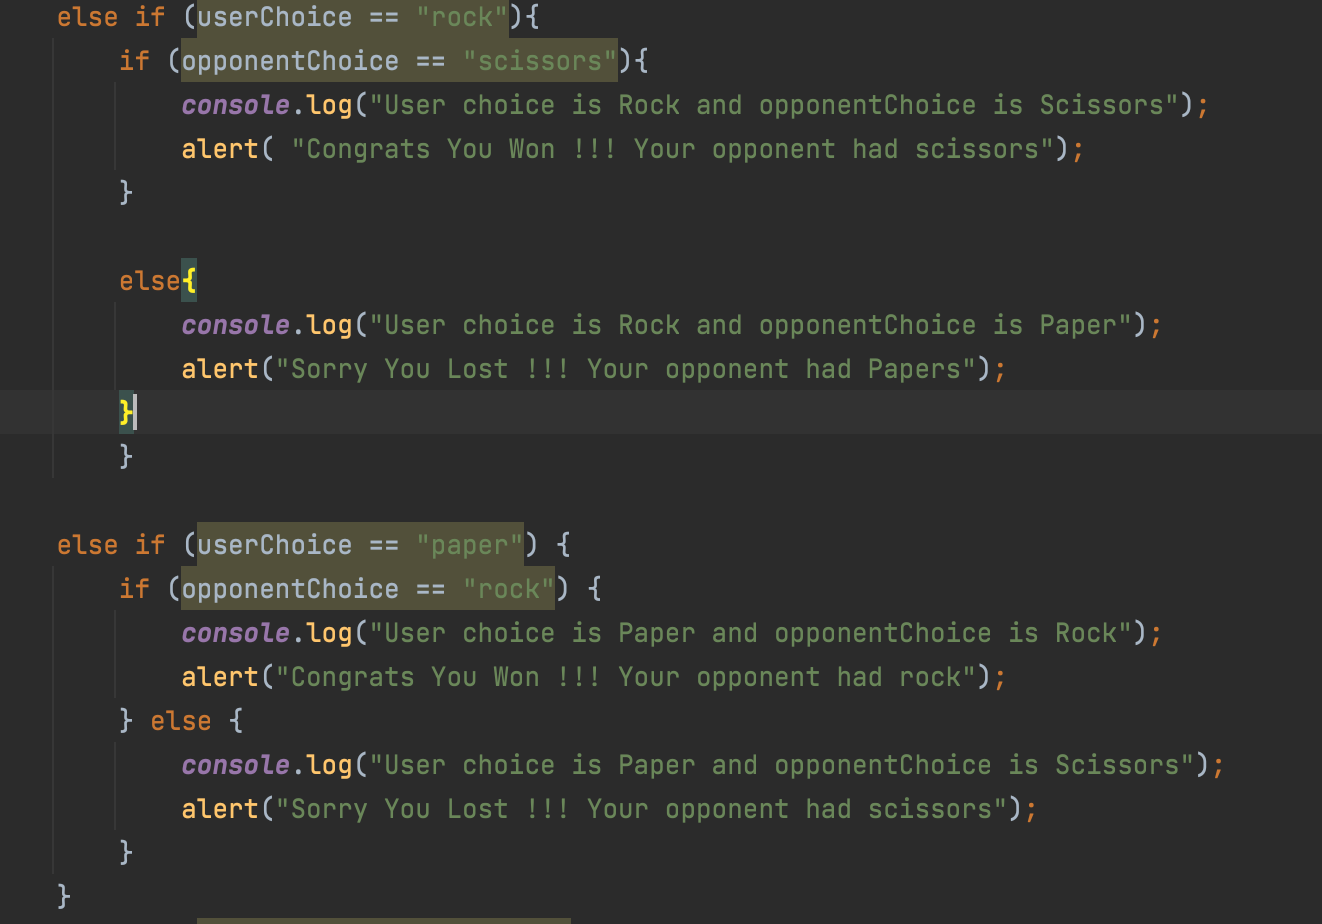 else if (userChoice == "rock"){
if (opponentChoice == "scissors"){
console.log("User choice is Rock and opponentChoice is Scissors");
alert( "Congrats You Won !!! Your opponent had scissors");
}
else{
console.log("User choice is Rock and opponentChoice is Paper");
alert("Sorry You Lost !!! Your opponent had Papers");
}
}
else if (userChoice == "paper") {
if (opponentChoice == "rock") {
console.log("User choice is Paper and opponentChoice is Rock");
alert("Congrats You Won !!! Your opponent had rock");
} else {
console.log("User choice is Paper and opponentChoice is Scissors");
alert("Sorry You Lost !!! Your opponent had scissors");
}
}